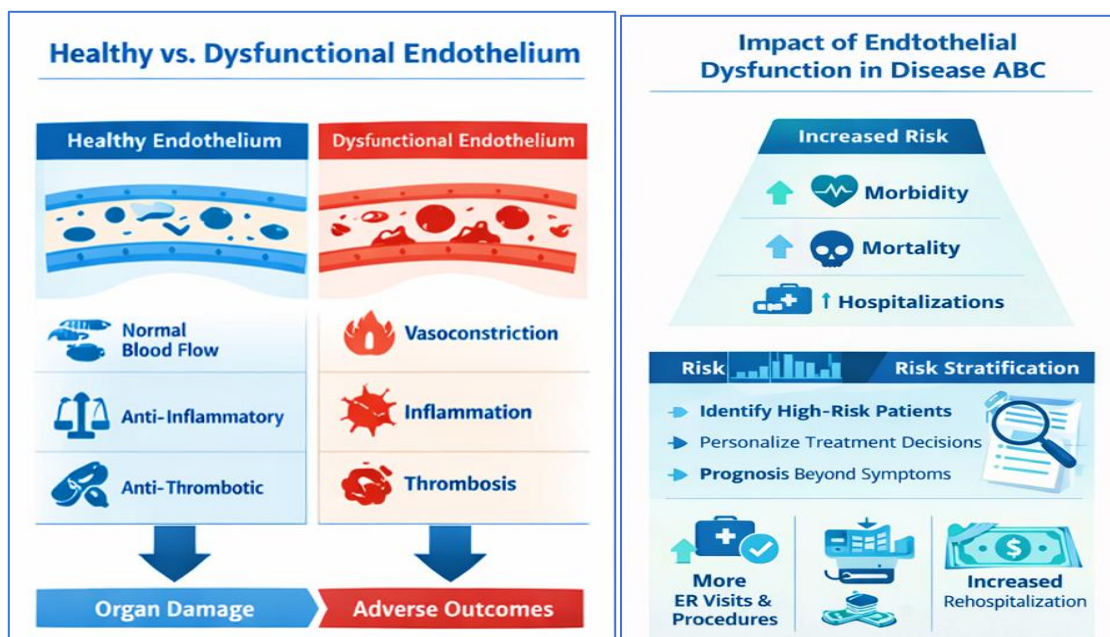 Healthy vs. Dysfunctional Endothelium
Healthy Endothelium
Dysfunctional Endothelium
Normal
Blood Flow
Vasoconstriction
Anti-Inflammatory
Inflammation
Anti-Thrombotic
Thrombosis
Organ Damage
Adverse Outcomes
Impact of Endtothelial
Dysfunction in Disease ABC
Increased Risk
Morbidity
Mortality
Hospitalizations
Risk
Risk Stratification
Identify High-Risk Patients
Personalize Treatment Decisions
Prognosis Beyond Symptoms
More
ER Visits &
Procedures
$
Increased
Rehospitalization